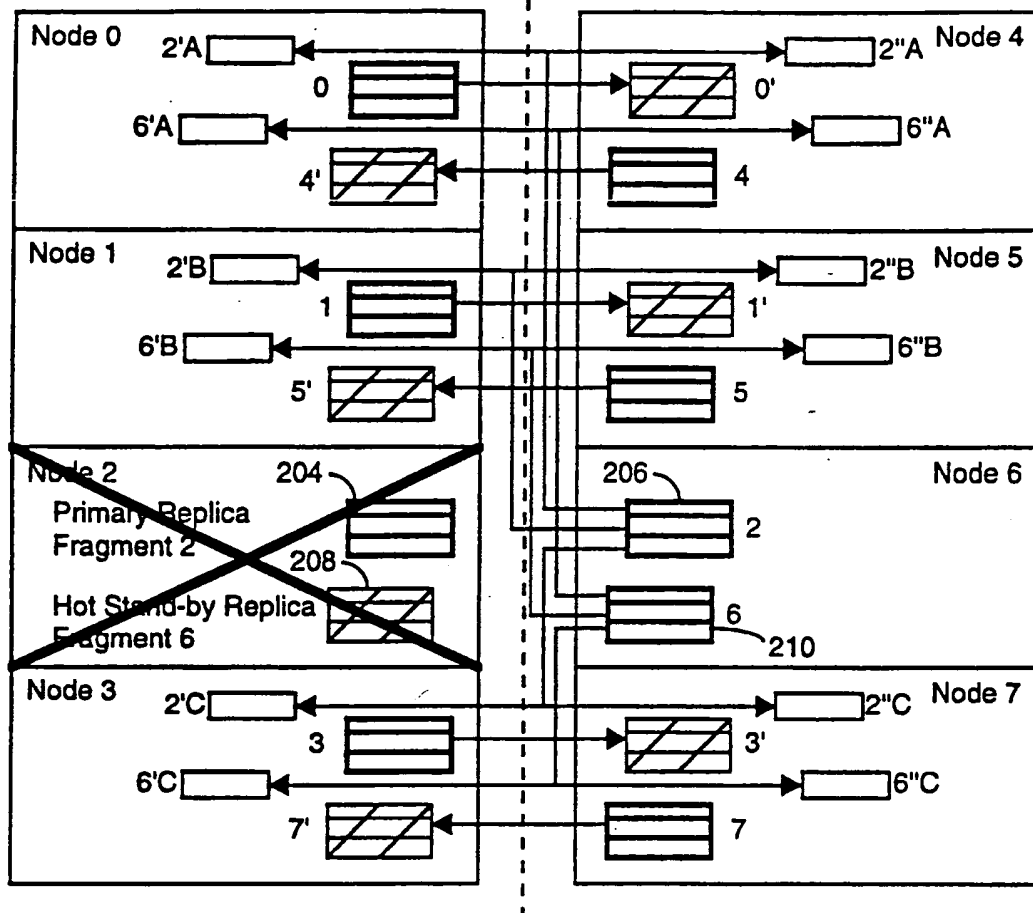 Node 0
2'A
0
6'A
4'
2"A
Node 4
0'
6"A
4
Node 1
2'B
1
6'B
5'
2"B
Node 5
1'
6"B
5
Node 2
204
Primary Replica
Fragment 2
208
Hot Stand-by Replica
Fragment 6
206
Node 6
2
6
210
Node 3
2'C
3
6'C
7'
2"C
Node 7
3'
6"C
7